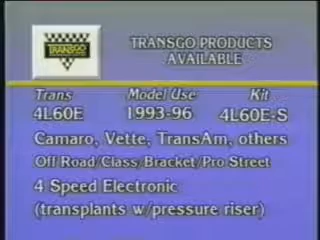 TRANSGO
TRANSGO PRODUCTS
AVAILABLE
Trans Model Use Kit
4L60E 1993-96 4L60E-S
Camaro, Vette, TransAm, others
Off Road/Class/Bracket/Pro Street
4 Speed Electronic
(transplants w/pressure riser)